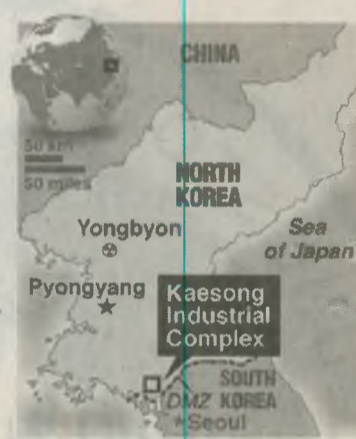 CHINA
50 km
50 miles
NORTH
KOREA
Yongbyon
Sea
of Japan
Pyongyang
Kaesong
Industrial
Complex
SOUTH
DMZ KOREA
Seoul